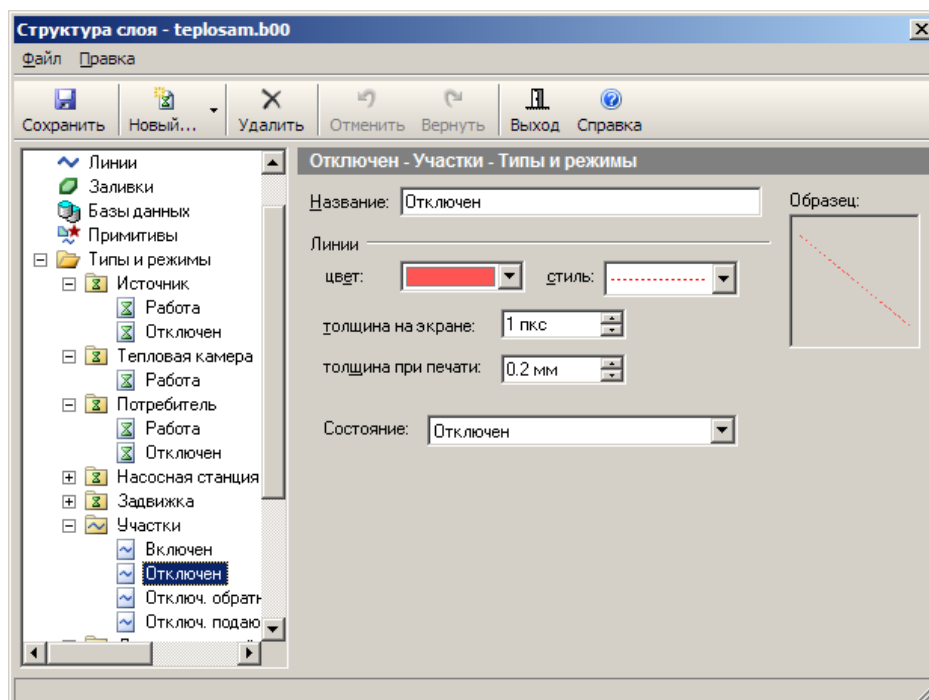 Структура слоя - teplosam.b00
Файл Правка
Сохранить Новый... Удалить Отменить Вернуть Выход Справка
Линии
Заливки
Базы данных
Примитивы
Типы и режимы
Источник
Работа
Отключен
Тепловая камера
Работа
Потребитель
Работа
Отключен
Насосная станция
Задвижка
Участки
Включен
Отключен
Отключ. обратн
Отключ. подаю
Отключен - Участки - Типы и режимы
Название: Отключен
Образец:
Линии
цвет: стиль:
толщина на экране: 1 пкс
толщина при печати: 0.2 мм
Состояние: Отключен